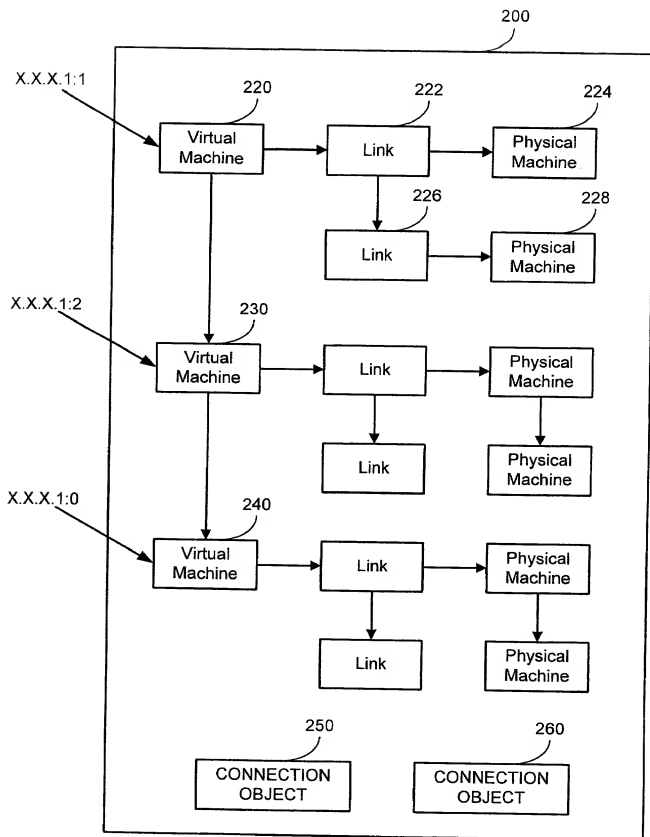 200
X.X.X.1:1
220
222
224
Virtual
Machine
Link
Physical
Machine
226
228
Link
Physical
Machine
X.X.X.1:2
230
Virtual
Machine
Link
Physical
Machine
Link
Physical
Machine
X.X.X.1:0
240
Virtual
Machine
Link
Physical
Machine
Link
Physical
Machine
250
260
CONNECTION
OBJECT
CONNECTION
OBJECT